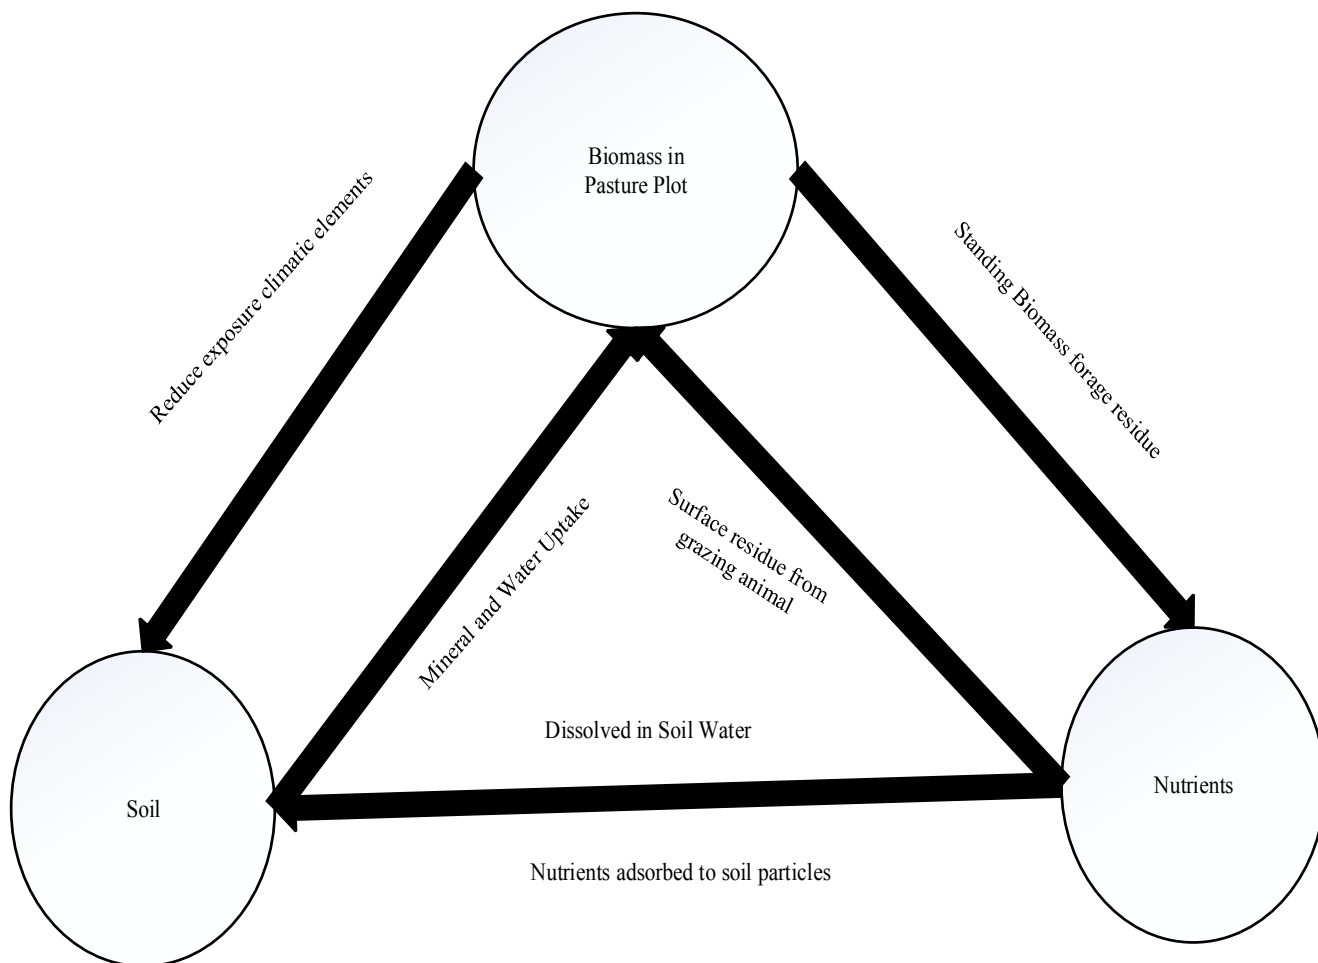 Biomass in
Pasture Plot
Reduce exposure climatic elements
Standing Biomass forage residue
Mineral and Water Uptake
Surface residue from
grazing animal
Dissolved in Soil Water
Soil
Nutrients
Nutrients adsorbed to soil particles